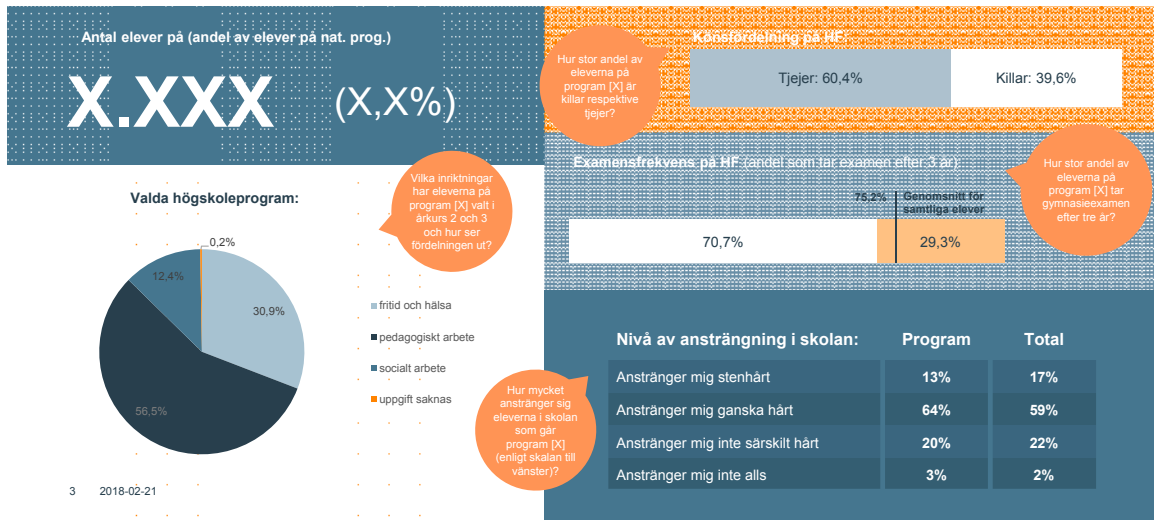 Antal elever på (andel av elever på nat. prog.)
X.XXX
(X,X%)
Könsfördelning på HF:
Hur stor andel av
eleverna på
program [X] är
killar respektive
tjejer?
Tjejer: 60,4%
Killar: 39,6%
Examensfrekvens på HF (andel som tar examen efter 3 år):
Hur stor andel av
eleverna på
program [X] tar
gymnasieexamen
efter tre år?
75,2%
Genomsnitt för
samtliga elever
70,7%
29,3%
Valda högskoleprogram:
Vilka inriktningar
har eleverna på
program [X] valt i
årkurs 2 och 3
och hur ser
fördelningen ut?
0,2%
12,4%
30,9%
56,5%
fritid och hälsa
pedagogiskt arbete
socialt arbete
uppgift saknas
Hur mycket
anstränger sig
eleverna i skolan
som går
program [X]
(enligt skalan till
vänster)?
Nivå av ansträngning i skolan: Program Total
Anstränger mig stenhårt 13% 17%
Anstränger mig ganska hårt 64% 59%
Anstränger mig inte särskilt hårt 20% 22%
Anstränger mig inte alls 3% 2%
3 2018-02-21